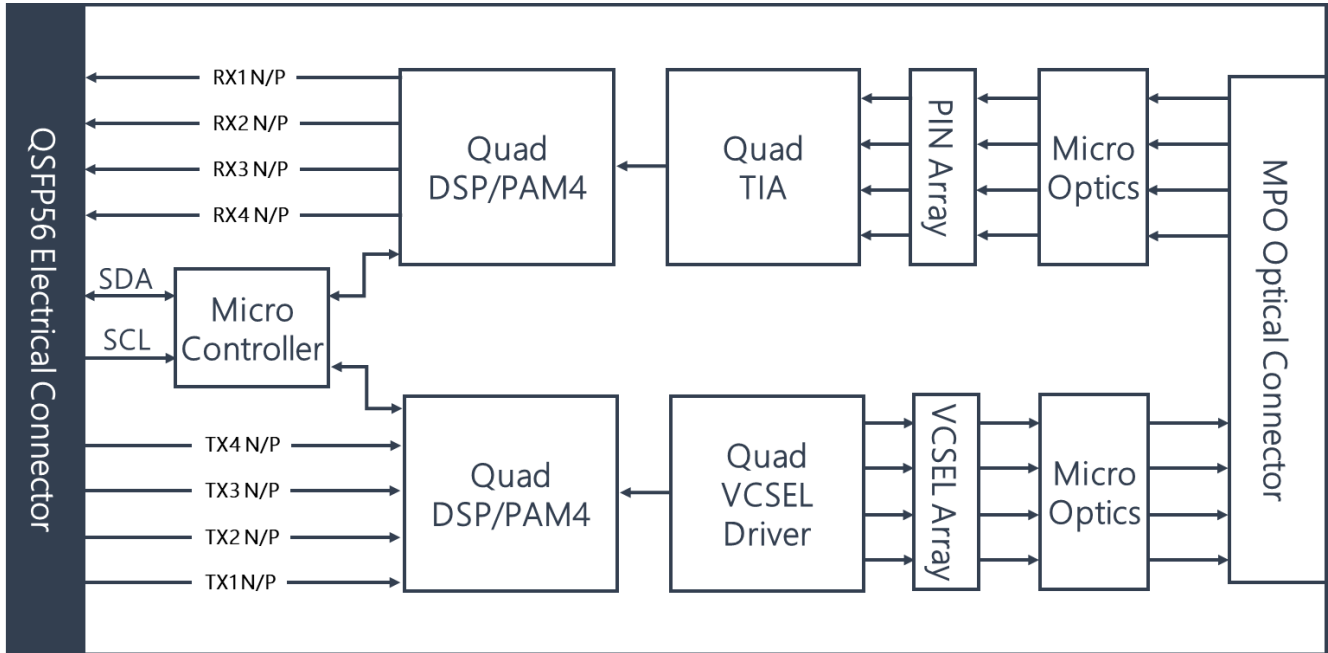 QSFP56 Electrical Connector
RX1 N/P
RX2 N/P
RX3 N/P
RX4 N/P
Quad
DSP/PAM4
Quad
TIA
PIN Array
Micro
Optics
MPO Optical Connector
SDA
SCL
Micro
Controller
TX4 N/P
TX3 N/P
TX2 N/P
TX1 N/P
Quad
DSP/PAM4
Quad
VCSEL
Driver
VCSEL Array
Micro
Optics